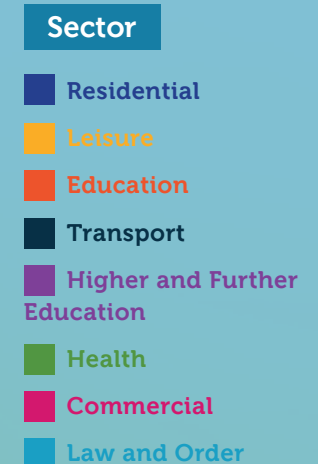 Sector
Residential
Leisure
Education
Transport
Higher and Further
Education
Health
Commercial
Law and Order